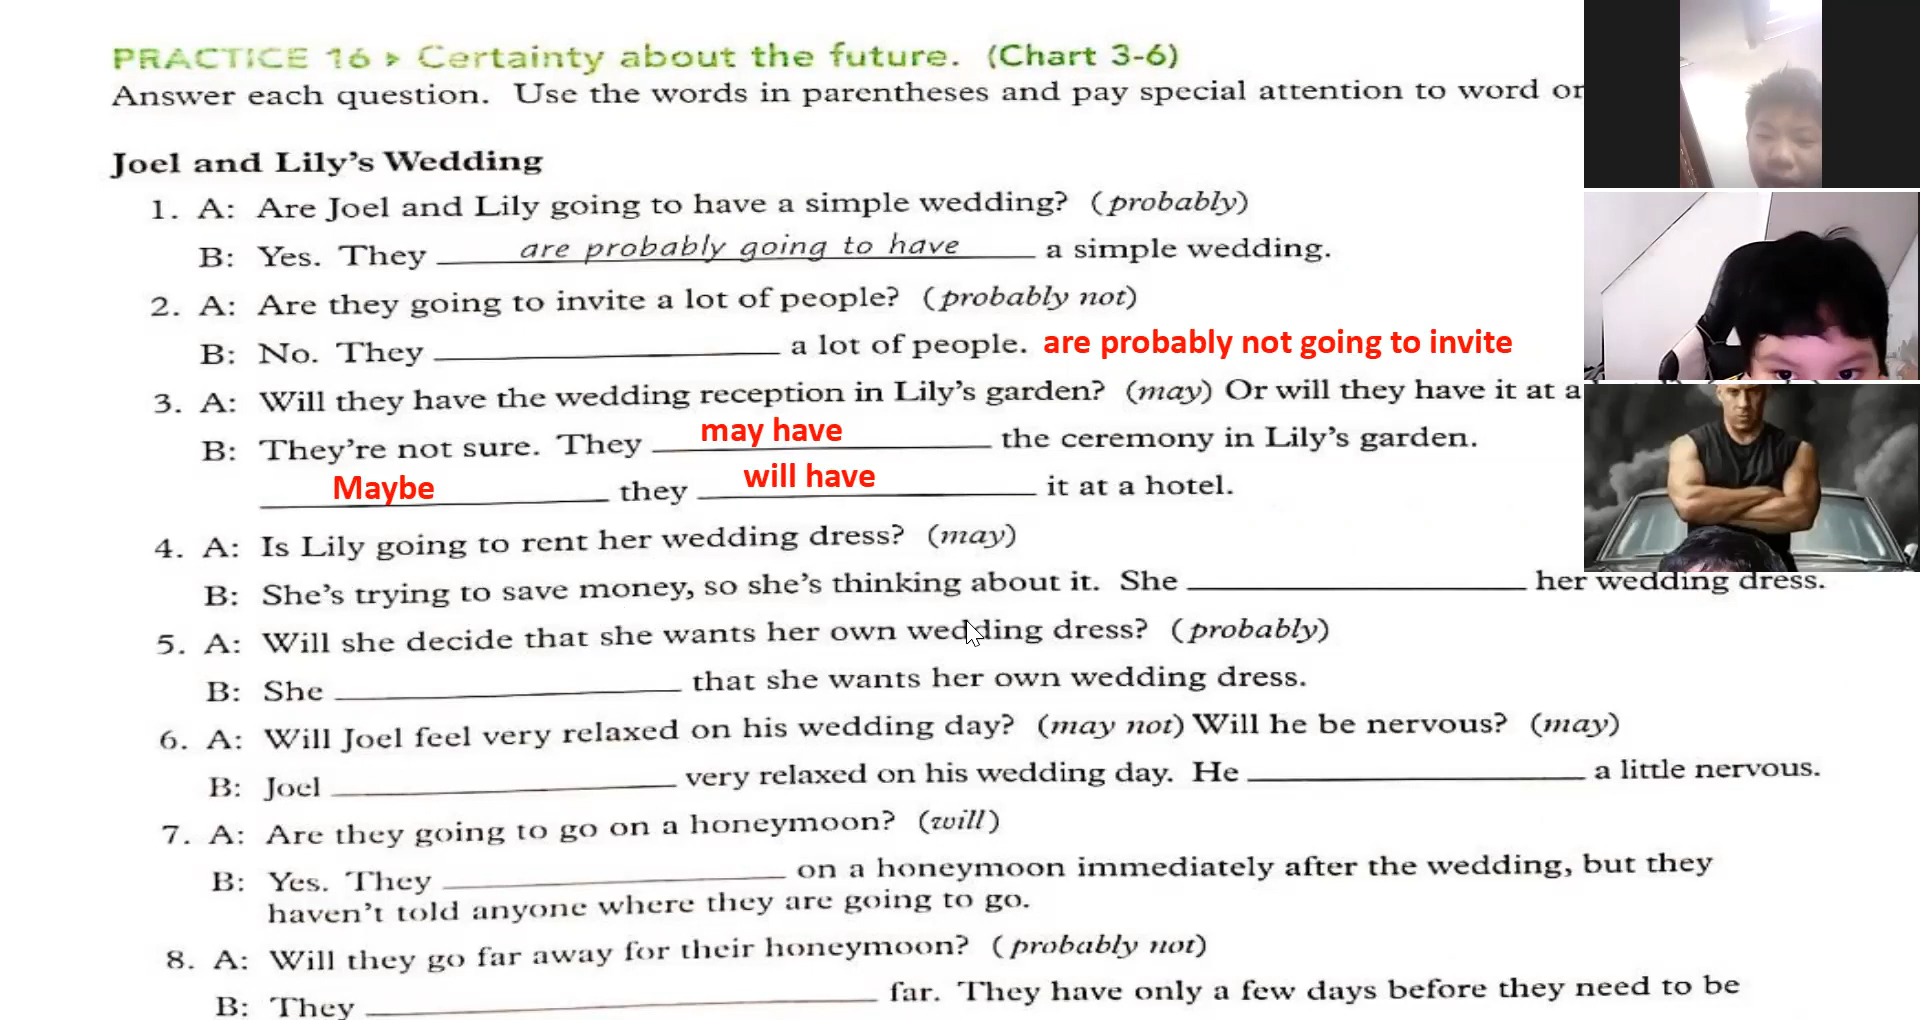 PRACTICE 16 ▸ Certainty about the future. (Chart 3-6)
Answer each question. Use the words in parentheses and pay special attention to word
Joel and Lily's Wedding
1. A: Are Joel and Lily going to have a simple wedding? (probably)
B: Yes. They are probably going to have a simple wedding.
2. A: Are they going to invite a lot of people? (probably not)
B: No. They ____ a lot of people. are probably not going to invite
3. A: Will they have the wedding reception in Lily's garden? (may) Or will they have it at a
B: They're not sure. They may have the ceremony in Lily's garden.
Maybe they will have it at a hotel.
4. A: Is Lily going to rent her wedding dress? (may)
B: She's trying to save money, so she's thinking about it. She ____ her wedding dress.
5. A: Will she decide that she wants her own wedding dress? (probably)
B: She ____ that she wants her own wedding dress.
6. A: Will Joel feel very relaxed on his wedding day? (may not) Will he be nervous? (may)
B: Joel ____ very relaxed on his wedding day. He ____ a little nervous.
7. A: Are they going to go on a honeymoon? (will)
B: Yes. They ____ on a honeymoon immediately after the wedding, but they
haven't told anyone where they are going to go.
8. A: Will they go far away for their honeymoon? (probably not)
B: They ____ far. They have only a few days before they need to be